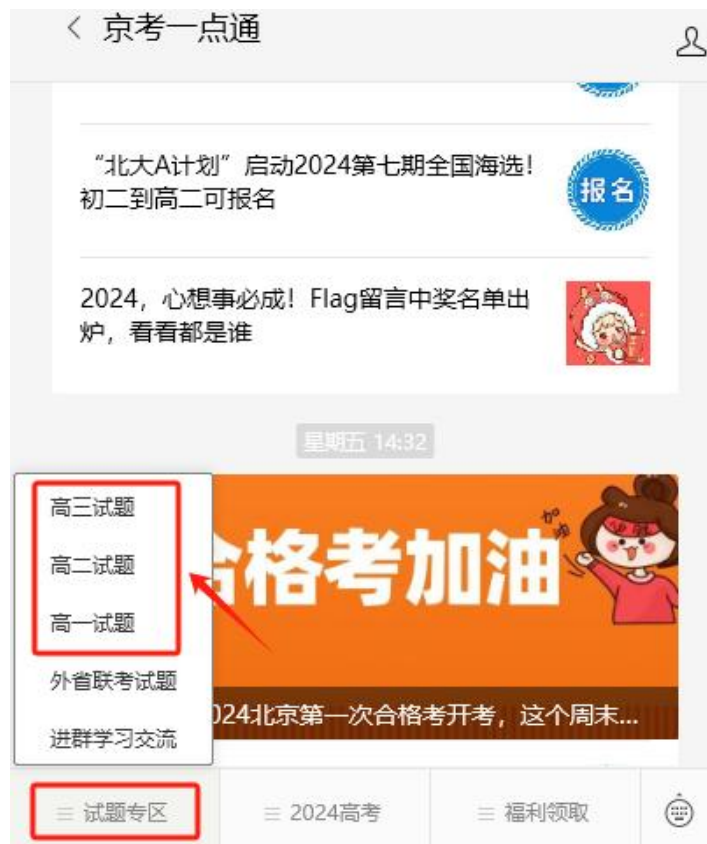 京考一点通
“北大A计划”启动2024第七期全国海选！
初二到高二可报名
报名
2024，心想事必成！Flag留言中奖名单出
炉，看看都是谁
星期五 14:32
加油
格考加油
024北京第一次合格考开考，这个周末...
高三试题
高二试题
高一试题
外省联考试题
进群学习交流
试题专区
2024高考
福利领取